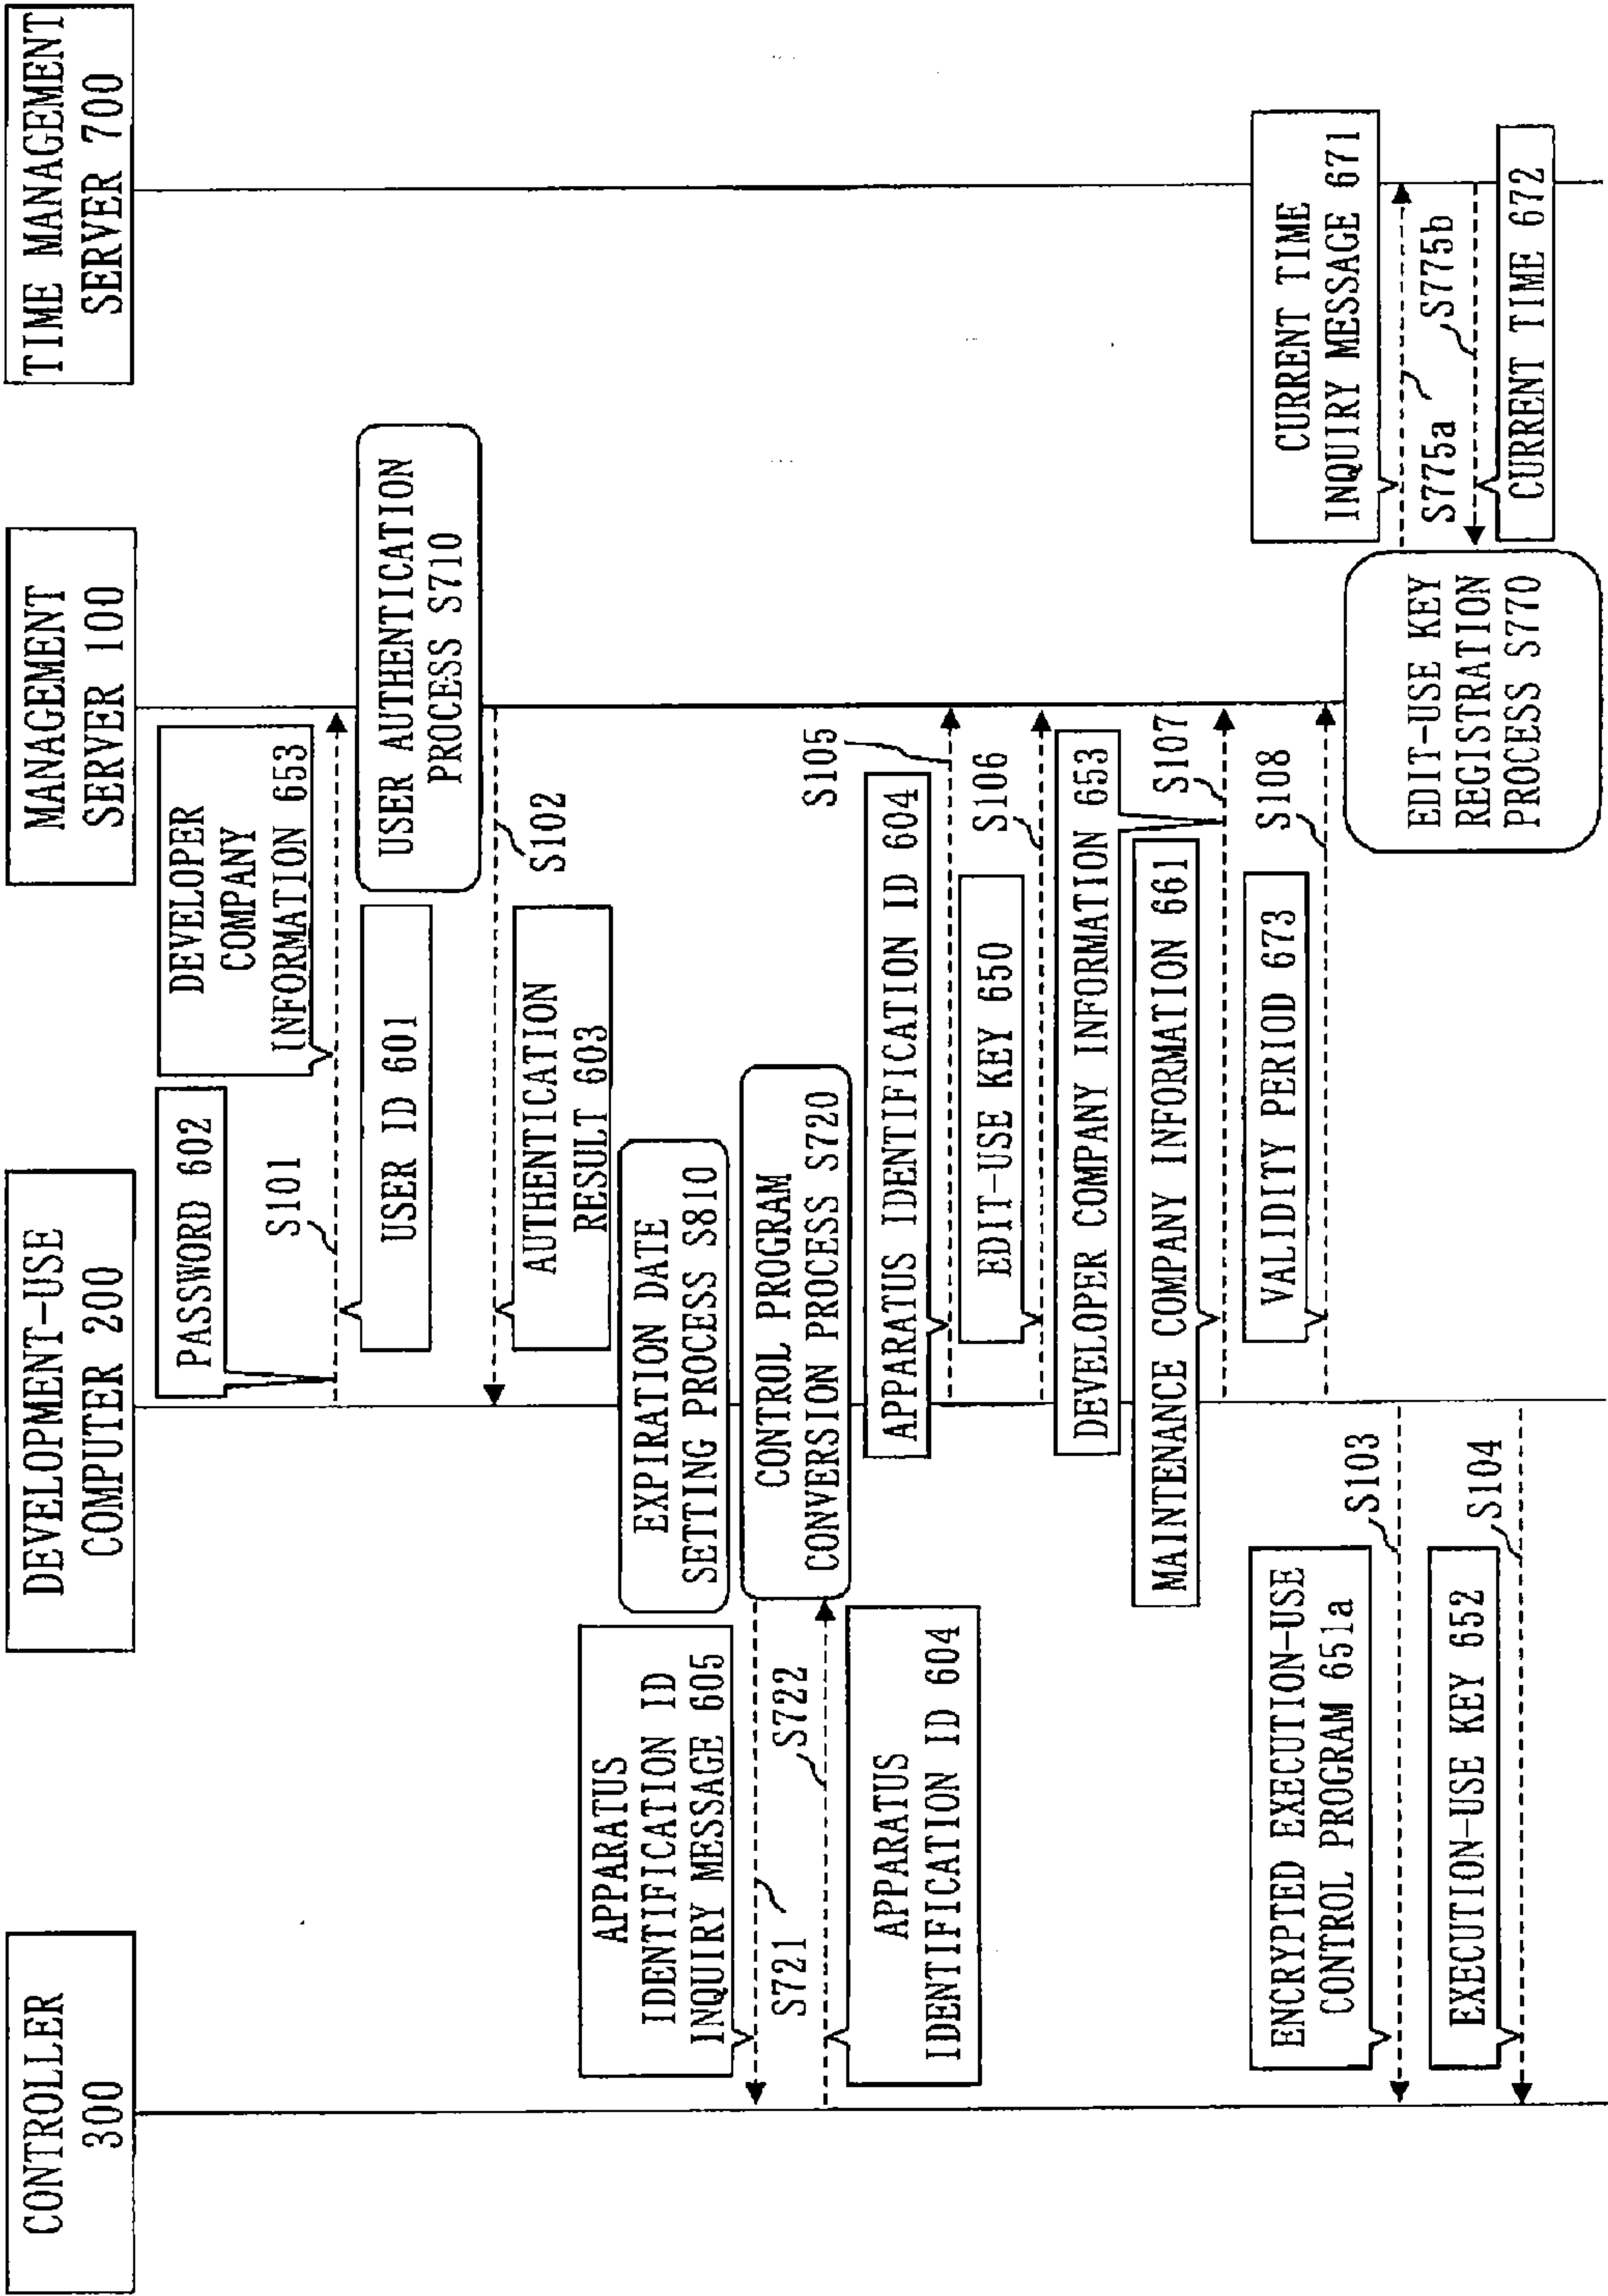 CONTROLLER
300
DEVELOPMENT-USE
COMPUTER 200
MANAGEMENT
SERVER 100
TIME MANAGEMENT
SERVER 700
PASSWORD 602
DEVELOPER
COMPANY
INFORMATION 653
S101
USER ID 601
USER AUTHENTICATION
PROCESS S710
S102
AUTHENTICATION
RESULT 603
EXPIRATION DATE
SETTING PROCESS S810
APPARATUS
IDENTIFICATION ID
INQUIRY MESSAGE 605
CONTROL PROGRAM
CONVERSION PROCESS S720
S721
S722
APPARATUS
IDENTIFICATION ID 604
APPARATUS IDENTIFICATION ID 604
S105
EDIT-USE KEY 650
S106
DEVELOPER COMPANY INFORMATION 653
MAINTENANCE COMPANY INFORMATION 661
S107
VALIDITY PERIOD 673
S108
ENCRYPTED EXECUTION-USE
CONTROL PROGRAM 651a
S103
EXECUTION-USE KEY 652
S104
CURRENT TIME
INQUIRY MESSAGE 671
S775a
S775b
EDIT-USE KEY
REGISTRATION
PROCESS S770
CURRENT TIME 672